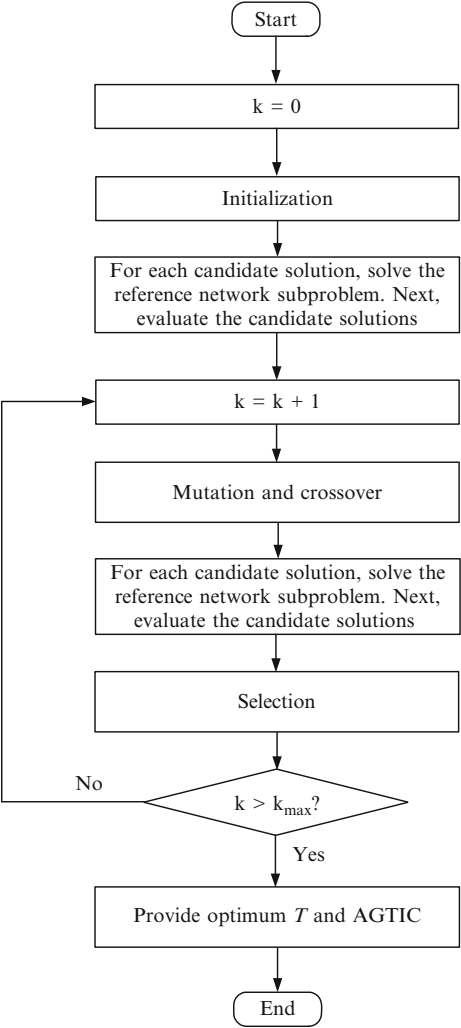 Start
k = 0
Initialization
For each candidate solution, solve the
reference network subproblem. Next,
evaluate the candidate solutions
k = k + 1
Mutation and crossover
For each candidate solution, solve the
reference network subproblem. Next,
evaluate the candidate solutions
Selection
No
k > kmax?
Yes
Provide optimum T and AGTIC
End